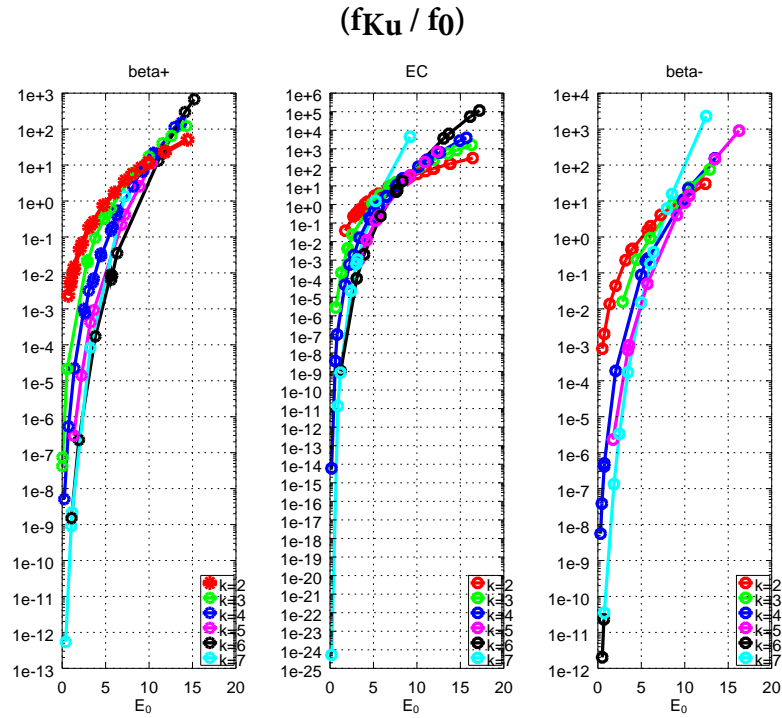 (fKu / f0)
beta+
1e+3
1e+2
1e+1
1e+0
1e-1
1e-2
1e-3
1e-4
1e-5
1e-6
1e-7
1e-8
1e-9
1e-10
1e-11
1e-12
1e-13
0 5 10 15 20
E0
k=2
k=3
k=4
k=5
k=6
k=7
EC
1e+6
1e+5
1e+4
1e+3
1e+2
1e+1
1e+0
1e-1
1e-2
1e-3
1e-4
1e-5
1e-6
1e-7
1e-8
1e-9
1e-10
1e-11
1e-12
1e-13
1e-14
1e-15
1e-16
1e-17
1e-18
1e-19
1e-20
1e-21
1e-22
1e-23
1e-24
1e-25
0 5 10 15 20
E0
k=2
k=3
k=4
k=5
k=6
k=7
beta-
1e+4
1e+3
1e+2
1e+1
1e+0
1e-1
1e-2
1e-3
1e-4
1e-5
1e-6
1e-7
1e-8
1e-9
1e-10
1e-11
1e-12
0 5 10 15 20
E0
k=2
k=3
k=4
k=5
k=6
k=7